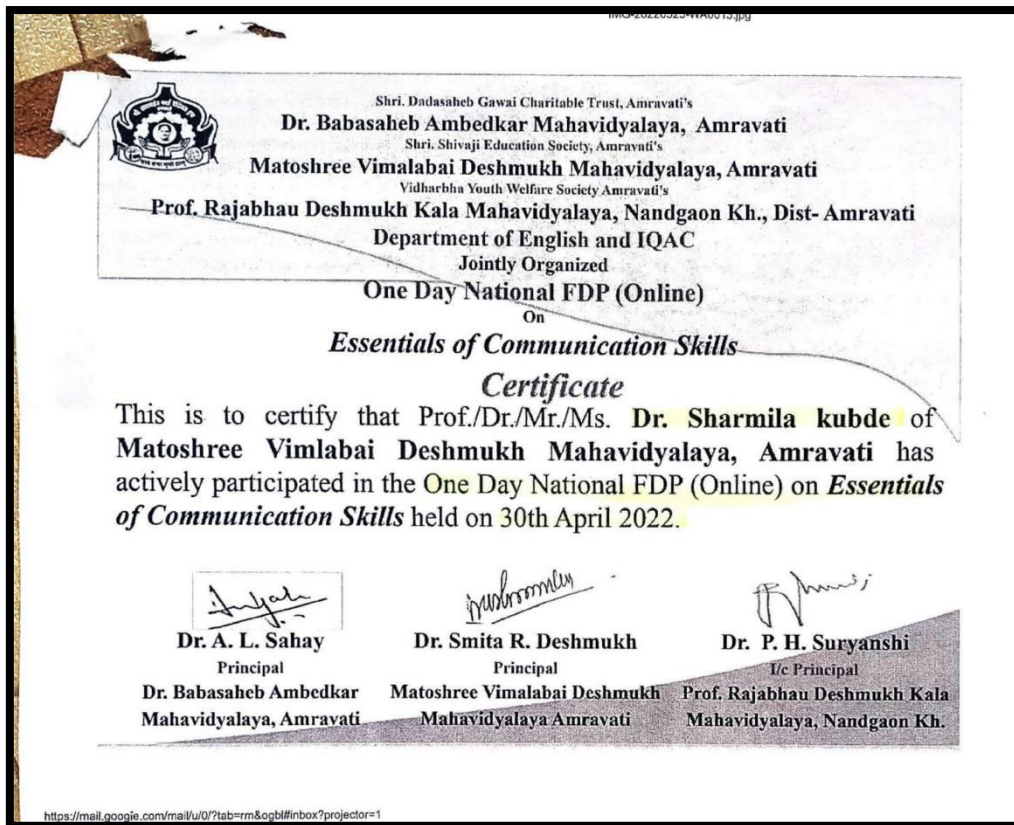 IMG-20220525-WA0013.jpg
Shri. Dadasaheb Gawai Charitable Trust, Amravati's
Dr. Babasaheb Ambedkar Mahavidyalaya, Amravati
Shri. Shivaji Education Society, Amravati's
Matoshree Vimalabai Deshmukh Mahavidyalaya, Amravati
Vidharbha Youth Welfare Society Amravati's
Prof. Rajabhau Deshmukh Kala Mahavidyalaya, Nandgaon Kh., Dist- Amravati
Department of English and IQAC
Jointly Organized
One Day National FDP (Online)
On
Essentials of Communication Skills
Certificate
This is to certify that Prof./Dr./Mr./Ms. Dr. Sharmila kubde of
Matoshree Vimlabai Deshmukh Mahavidyalaya, Amravati has
actively participated in the One Day National FDP (Online) on Essentials
of Communication Skills held on 30th April 2022.
Dr. A. L. Sahay
Principal
Dr. Babasaheb Ambedkar
Mahavidyalaya, Amravati
Dr. Smita R. Deshmukh
Principal
Matoshree Vimalabai Deshmukh
Mahavidyalaya Amravati
Dr. P. H. Suryanshi
I/c Principal
Prof. Rajabhau Deshmukh Kala
Mahavidyalaya, Nandgaon Kh.
https://mail.google.com/mail/u/0/?tab=rm&ogbl#inbox?projector=1